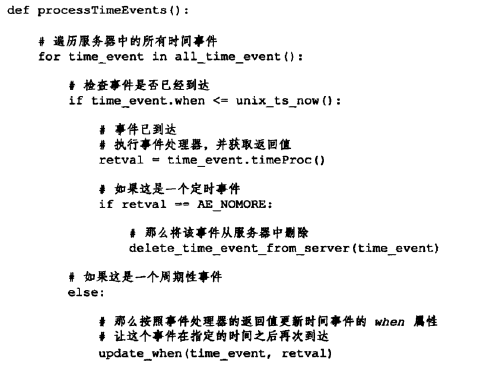 def processTimeEvents():
# 遍历服务器中的所有时间事件
for time_event in all_time_event():
# 检查事件是否已经到达
if time_event.when <= unix_ts_now():
# 事件已到达
# 执行事件处理器，并获取返回值
retval = time_event.timeProc()
# 如果这是一个定时事件
if retval == AE_NOMORE:
# 那么将该事件从服务器中删除
delete_time_event_from_server(time_event)
# 如果这是一个周期性事件
else:
# 那么按照事件处理器的返回值更新时间事件的 when 属性
# 让这个事件在指定的时间之后再次到达
update_when(time_event, retval)